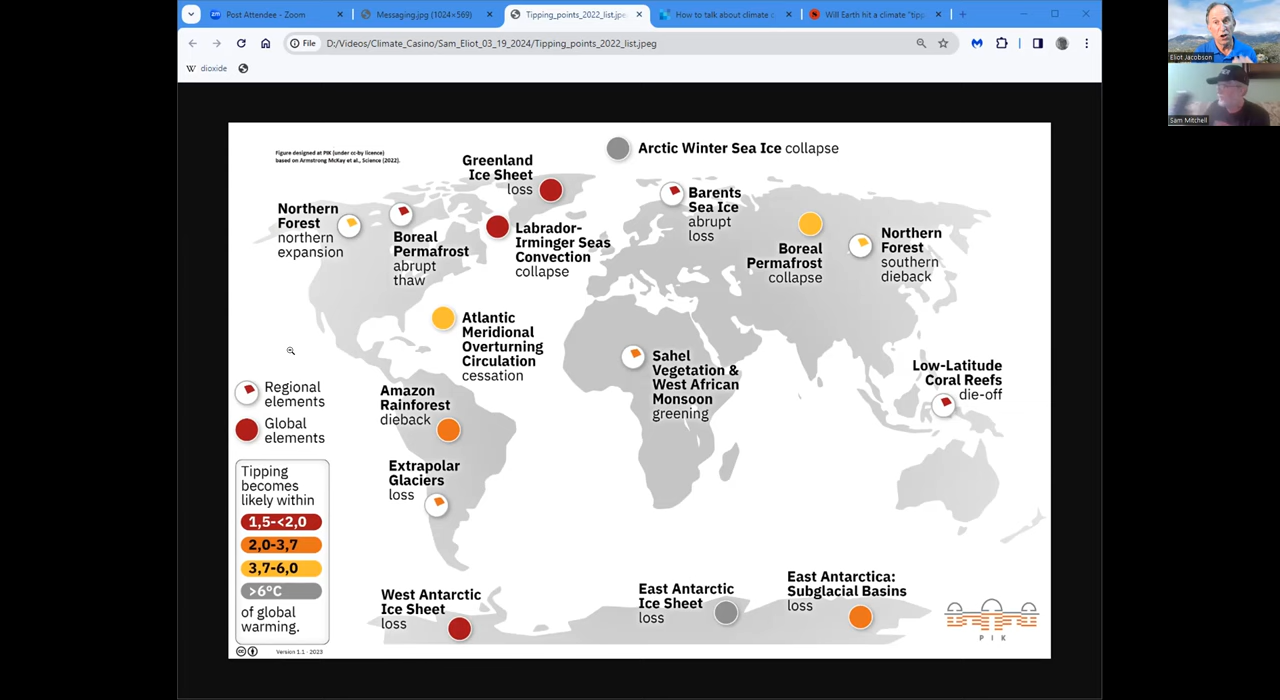 Post Attendee - Zoom
Messaging.jpg (1024×569)
Tipping_points_2022_list.jpe
How to talk about climate
Will Earth hit a climate "tipp
File
D:/Videos/Climate_Casino/Sam_Eliot_03_19_2024/Tipping_points_2022_list.jpeg
W dioxide
Eliot Jacobson
Sam Mitchell
Figure designed at PIK (under cc-by licence)
based on Armstrong McKay et al., Science (2022).
Arctic Winter Sea Ice collapse
Greenland
Ice Sheet
loss
Barents
Sea Ice
abrupt
loss
Northern
Forest
northern
expansion
Boreal
Permafrost
abrupt
thaw
Labrador-
Irminger Seas
Convection
collapse
Boreal
Permafrost
collapse
Northern
Forest
southern
dieback
Atlantic
Meridional
Overturning
Circulation
cessation
Sahel
Vegetation &
West African
Monsoon
greening
Low-Latitude
Coral Reefs
die-off
Regional
elements
Global
elements
Amazon
Rainforest
dieback
Extrapolar
Glaciers
loss
Tipping
becomes
likely within
1,5-<2,0
2,0-3,7
3,7-6,0
>6°C
of global
warming.
West Antarctic
Ice Sheet
loss
East Antarctic
Ice Sheet
loss
East Antarctica:
Subglacial Basins
loss
PIK
cc
Version 1.1 - 2023